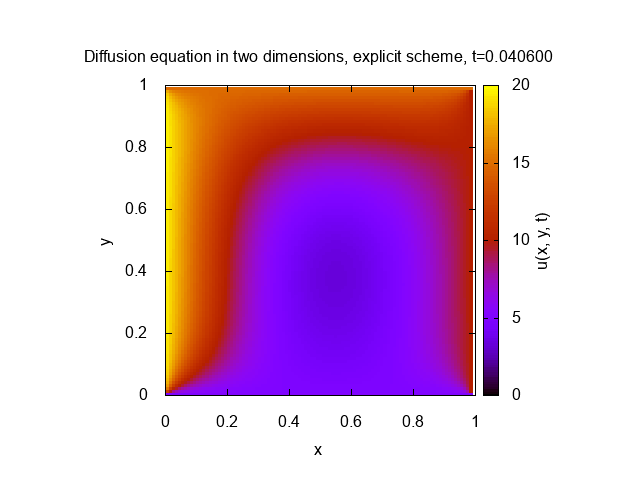 Diffusion equation in two dimensions, explicit scheme, t=0.040600
1
0.8
0.6
0.4
0.2
0
y
0 0.2 0.4 0.6 0.8 1
x
20
15
10
5
0
u(x, y, t)